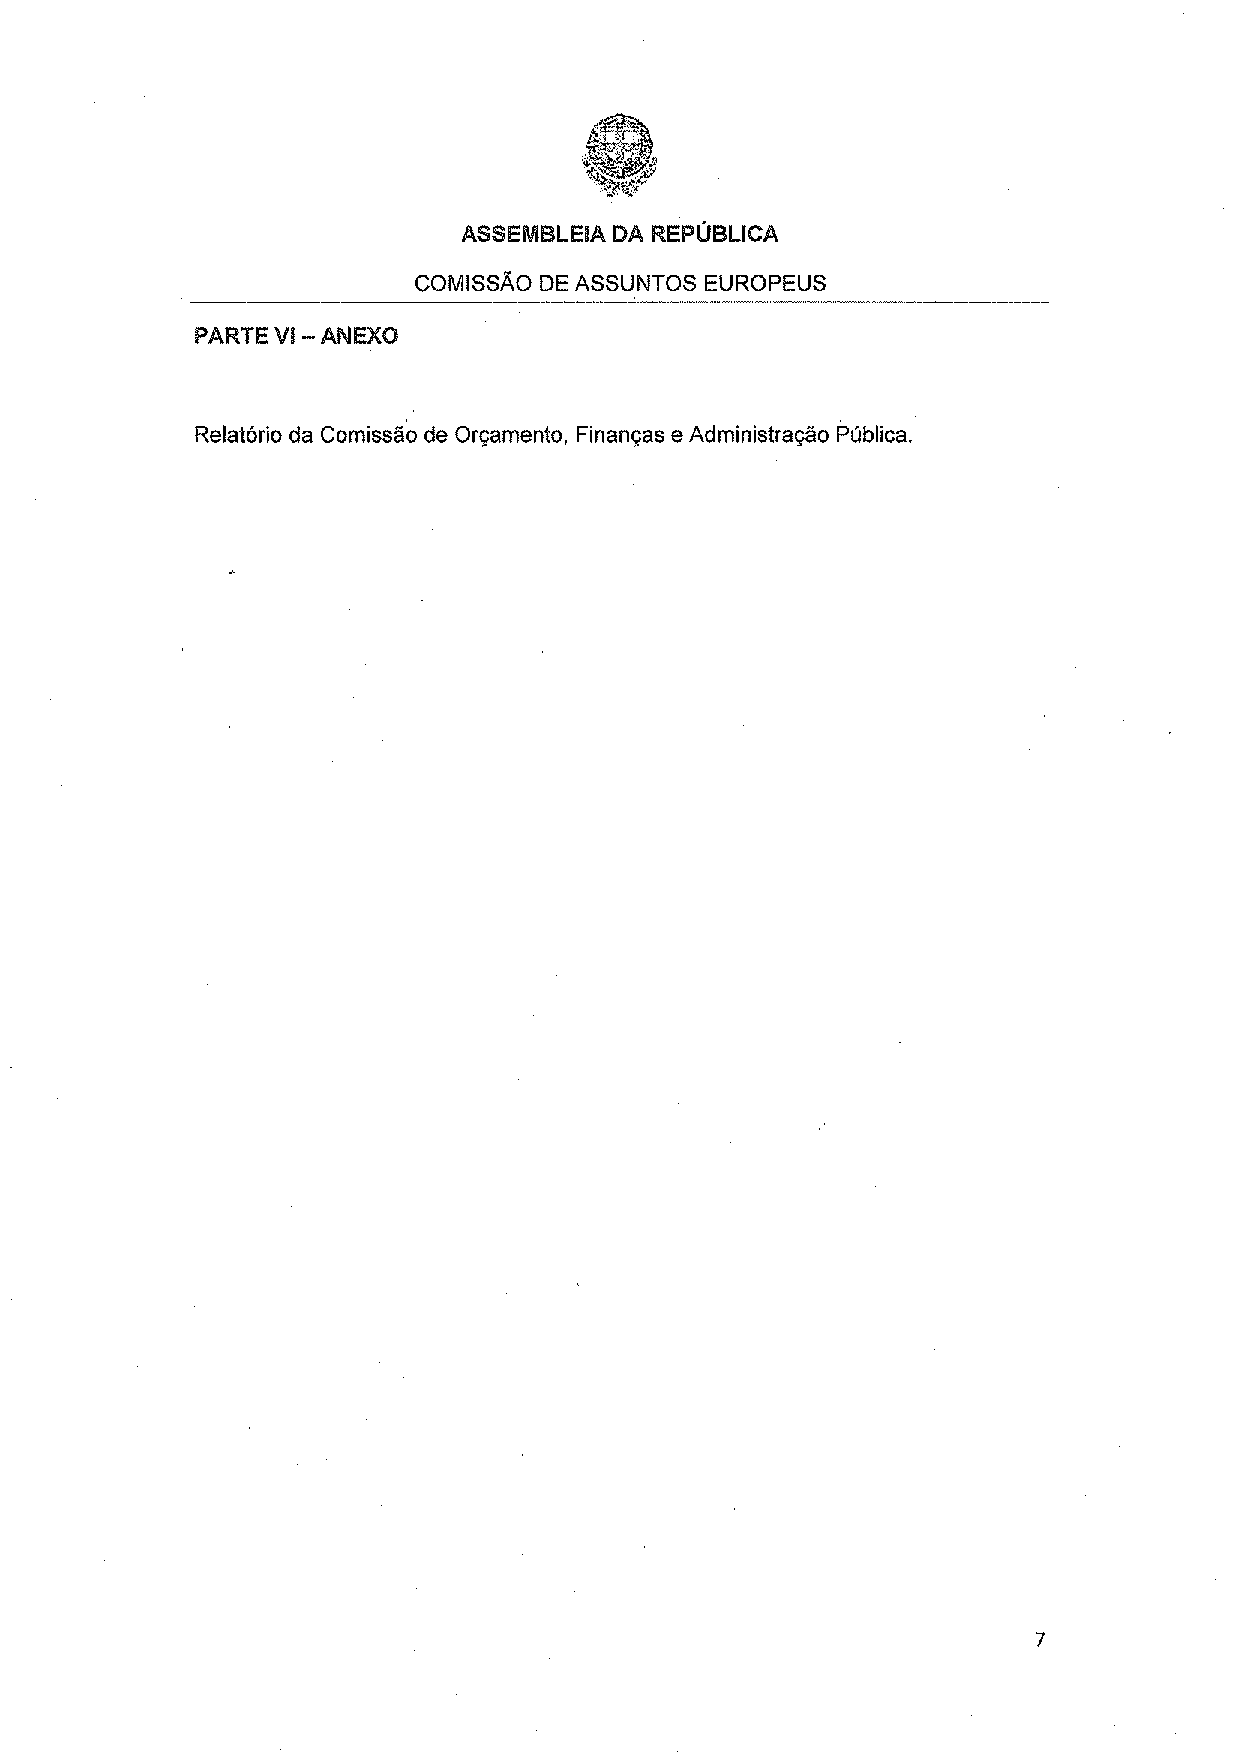 ASSEMBLEIA DA REPÚBLICA
COMISSÃO DE ASSUNTOS EUROPEUS
PARTE VI – ANEXO
Relatório da Comissão de Orçamento, Finanças e Administração Pública.
7